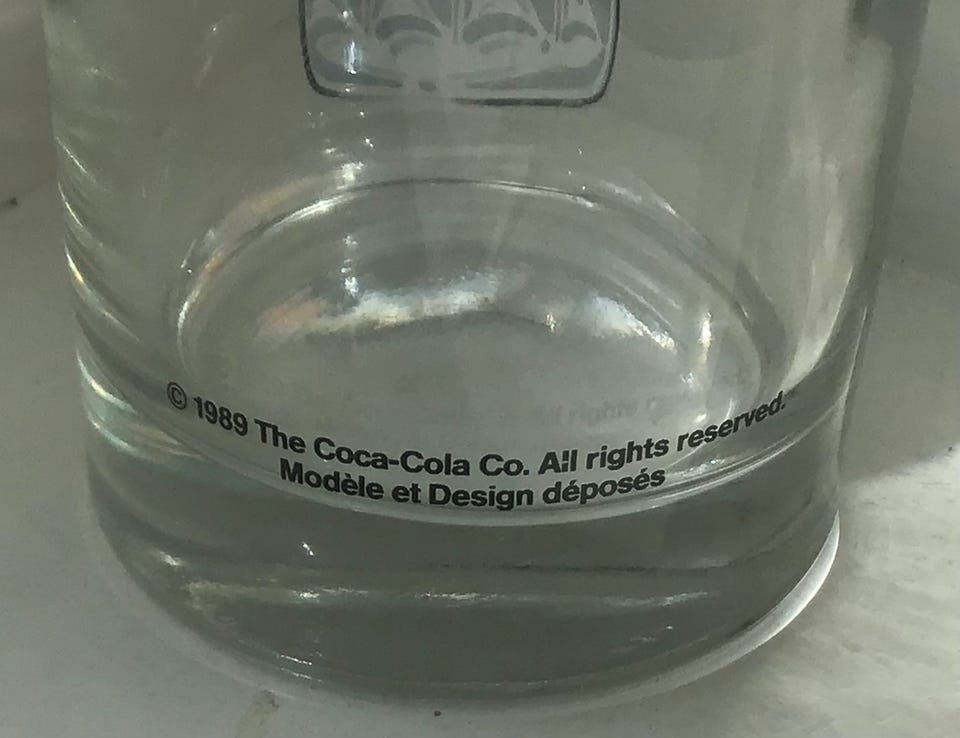 © 1989 The Coca-Cola Co. All rights reserved.
Modèle et Design déposés